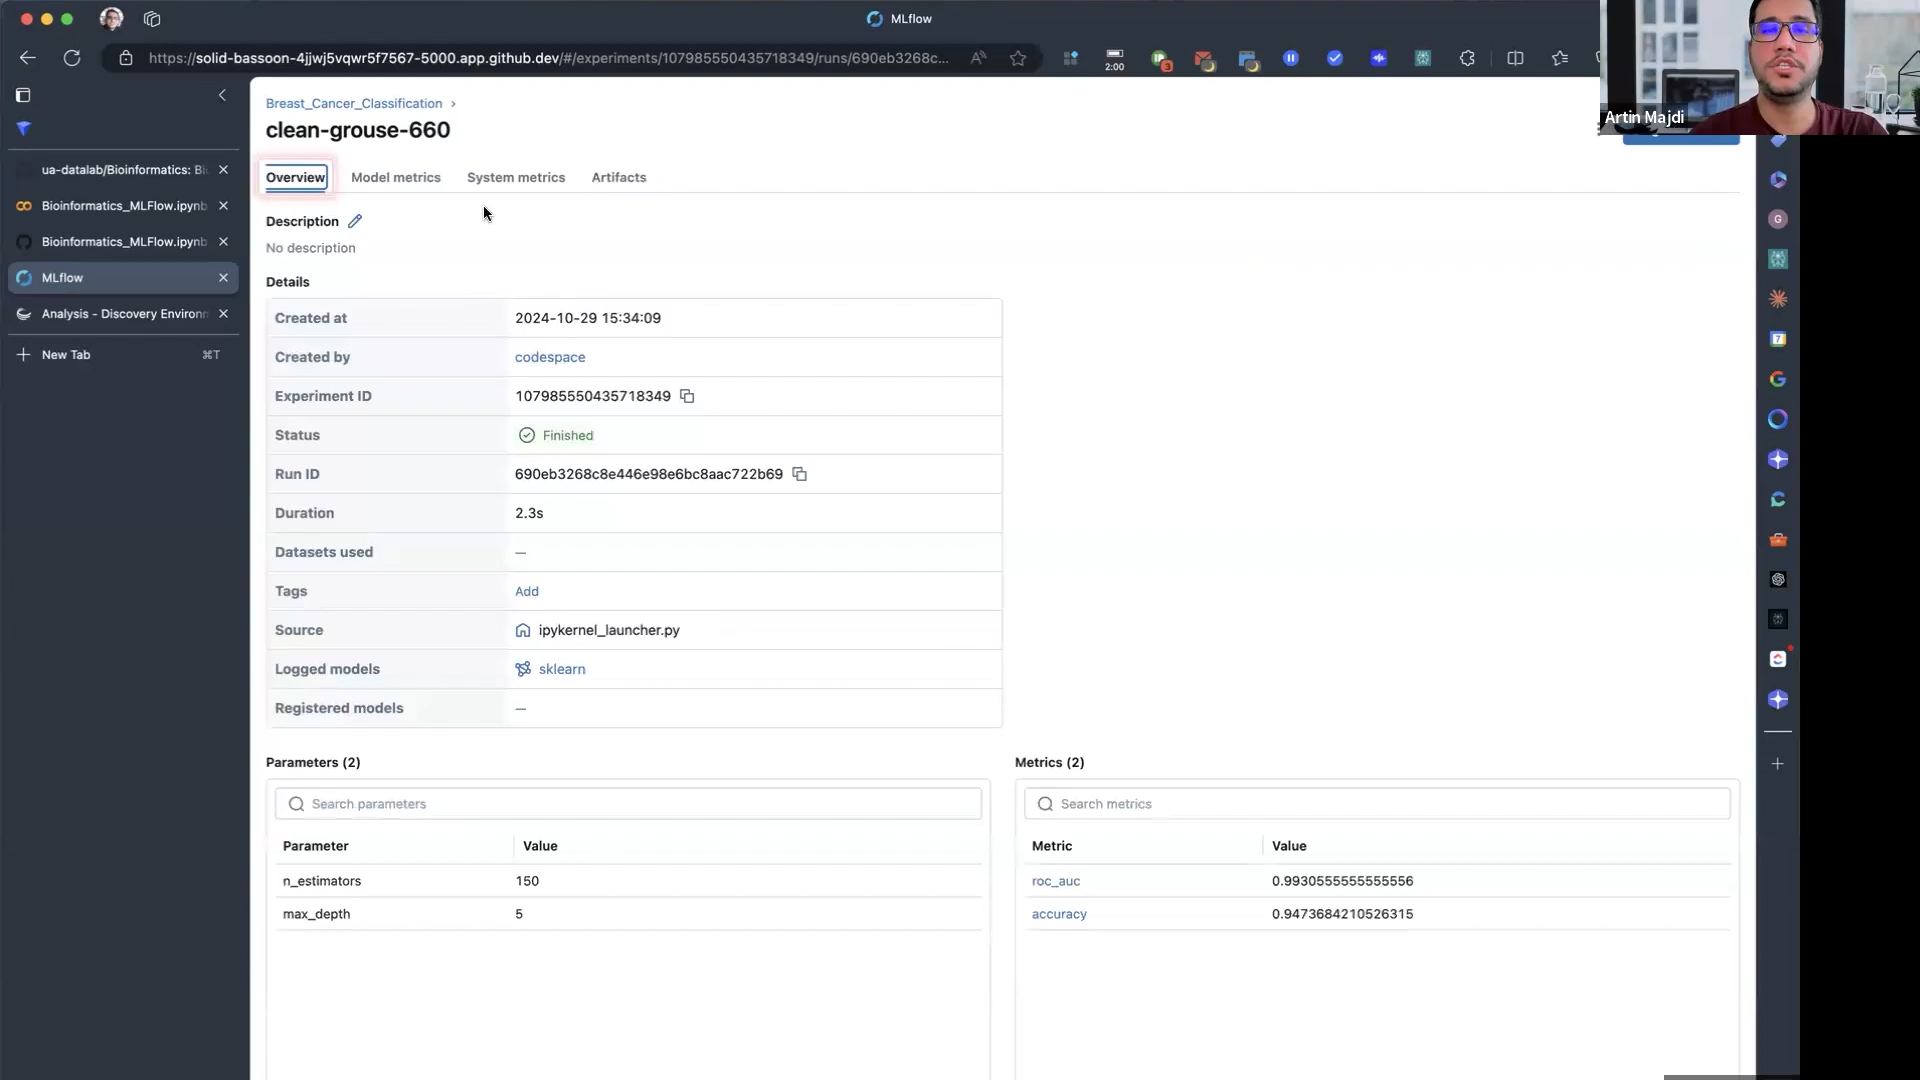 MLflow
https://solid-bassoon-4jjwj5vqwr5f7567-5000.app.github.dev/#/experiments/107985550435718349/runs/690eb3268c...
2:00
3
Artin Majdi
ua-datalab/Bioinformatics: Bi
Bioinformatics_MLFlow.ipynb
Bioinformatics_MLFlow.ipynb
MLflow
Analysis - Discovery Environ
New Tab ⌘T
Breast_Cancer_Classification >
clean-grouse-660
Overview Model metrics System metrics Artifacts
Description
No description
Details
Created at 2024-10-29 15:34:09
Created by codespace
Experiment ID 107985550435718349
Status Finished
Run ID 690eb3268c8e446e98e6bc8aac722b69
Duration 2.3s
Datasets used —
Tags Add
Source ipykernel_launcher.py
Logged models sklearn
Registered models —
Parameters (2)
Search parameters
Parameter Value
n_estimators 150
max_depth 5
Metrics (2)
Search metrics
Metric Value
roc_auc 0.9930555555555556
accuracy 0.9473684210526315
G
7